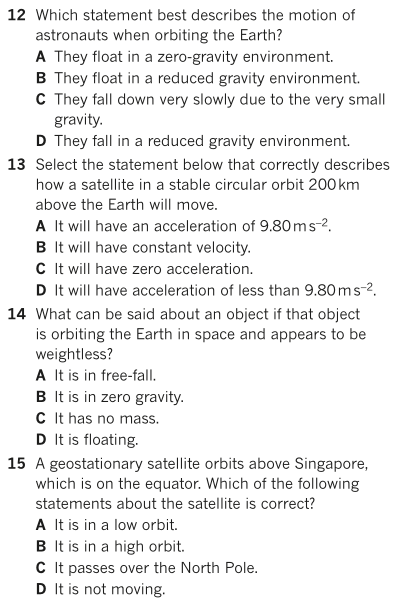 12 Which statement best describes the motion of
astronauts when orbiting the Earth?
A They float in a zero-gravity environment.
B They float in a reduced gravity environment.
C They fall down very slowly due to the very small
gravity.
D They fall in a reduced gravity environment.
13 Select the statement below that correctly describes
how a satellite in a stable circular orbit 200 km
above the Earth will move.
A It will have an acceleration of 9.80 m s⁻².
B It will have constant velocity.
C It will have zero acceleration.
D It will have acceleration of less than 9.80 m s⁻².
14 What can be said about an object if that object
is orbiting the Earth in space and appears to be
weightless?
A It is in free-fall.
B It is in zero gravity.
C It has no mass.
D It is floating.
15 A geostationary satellite orbits above Singapore,
which is on the equator. Which of the following
statements about the satellite is correct?
A It is in a low orbit.
B It is in a high orbit.
C It passes over the North Pole.
D It is not moving.